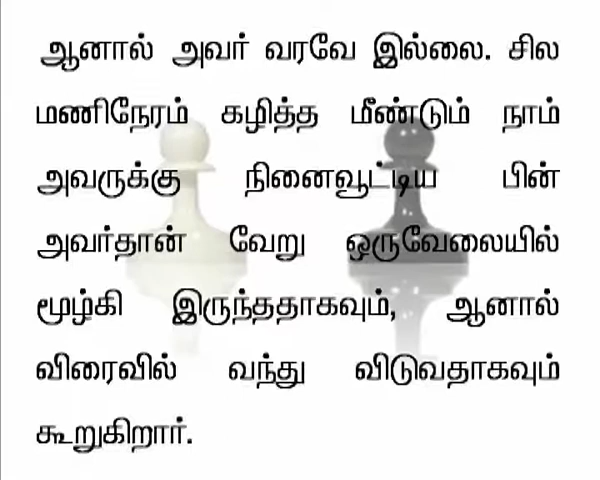 ஆனால் அவர் வரவே இல்லை. சில
மணிநேரம் கழித்த மீண்டும் நாம்
அவருக்கு நினைவூட்டிய பின்
அவர்தான் வேறு ஒருவேலையில்
மூழ்கி இருந்ததாகவும், ஆனால்
விரைவில் வந்து விடுவதாகவும்
கூறுகிறார்.